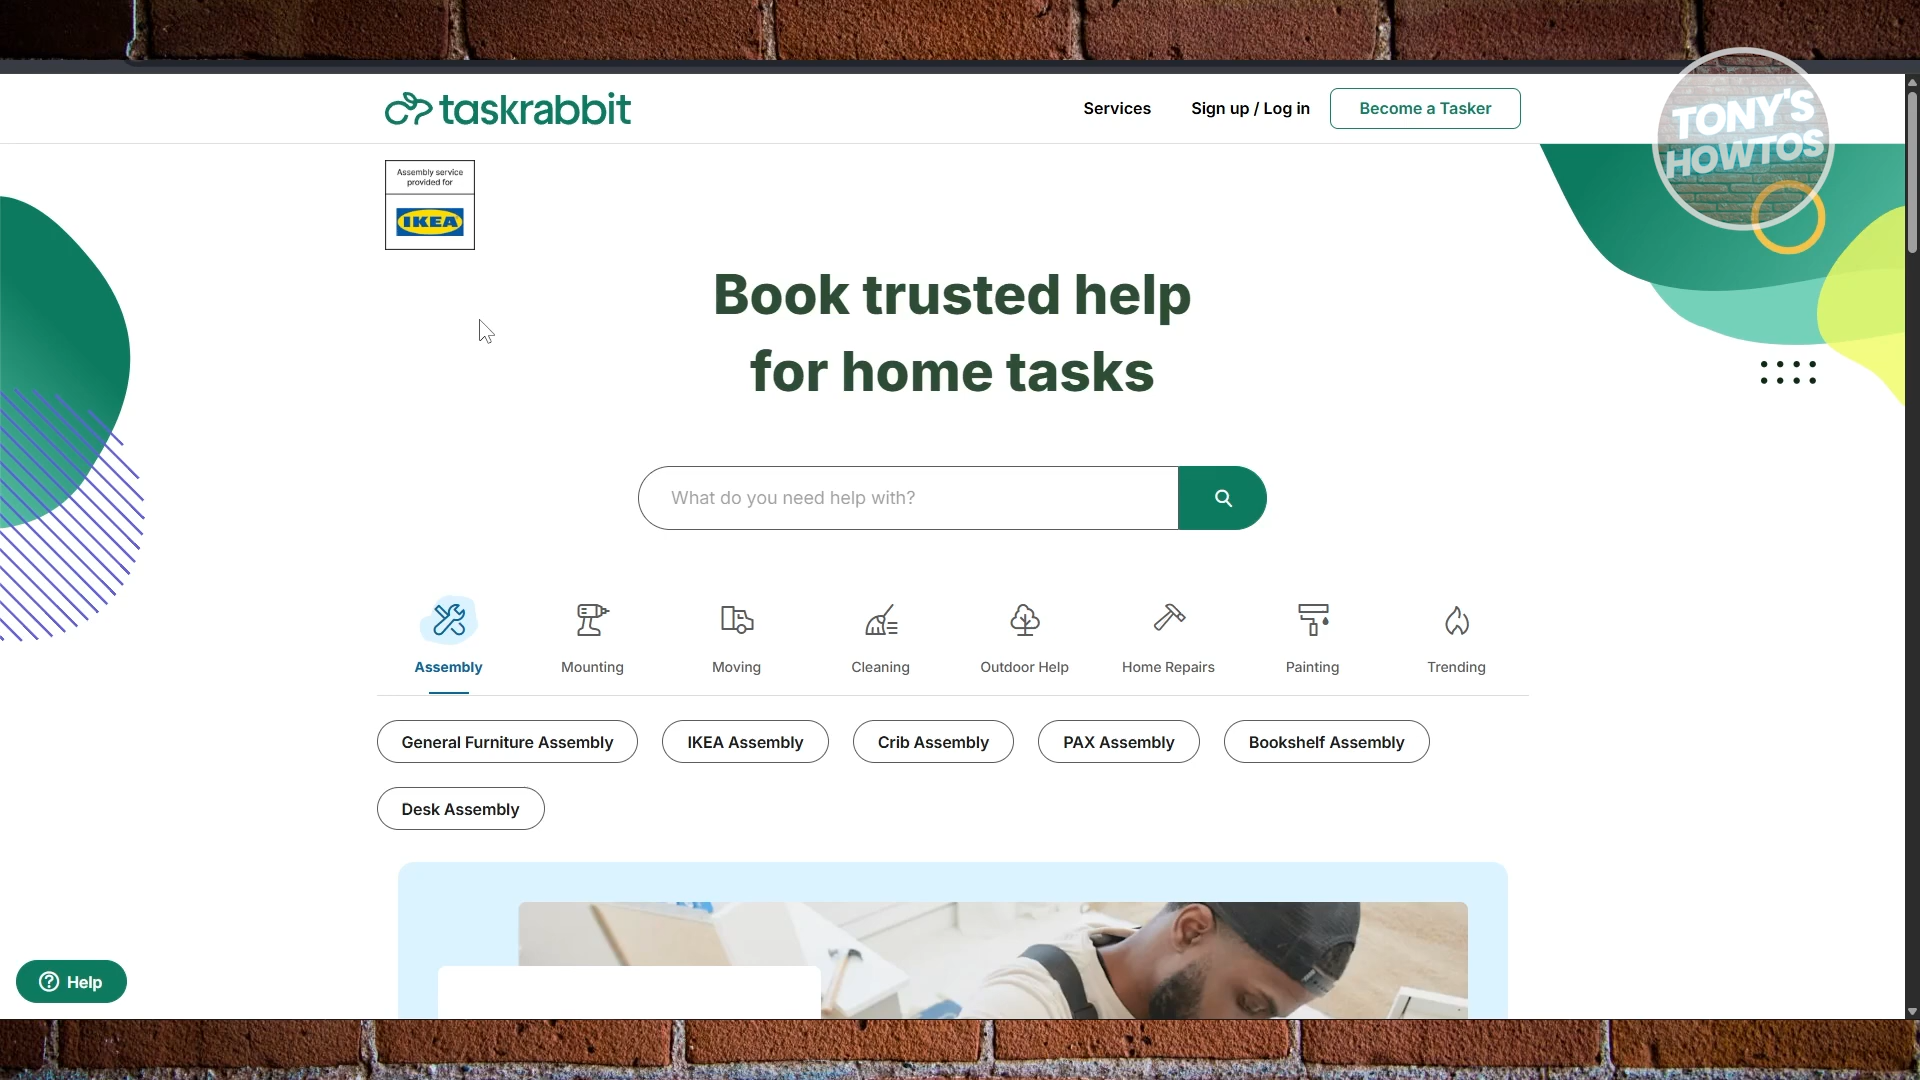 taskrabbit
Services
Sign up / Log in
Become a Tasker
TONY'S
HOWTOS
Assembly service
provided for
IKEA
Book trusted help
for home tasks
What do you need help with?
Assembly
Mounting
Moving
Cleaning
Outdoor Help
Home Repairs
Painting
Trending
General Furniture Assembly
IKEA Assembly
Crib Assembly
PAX Assembly
Bookshelf Assembly
Desk Assembly
Help